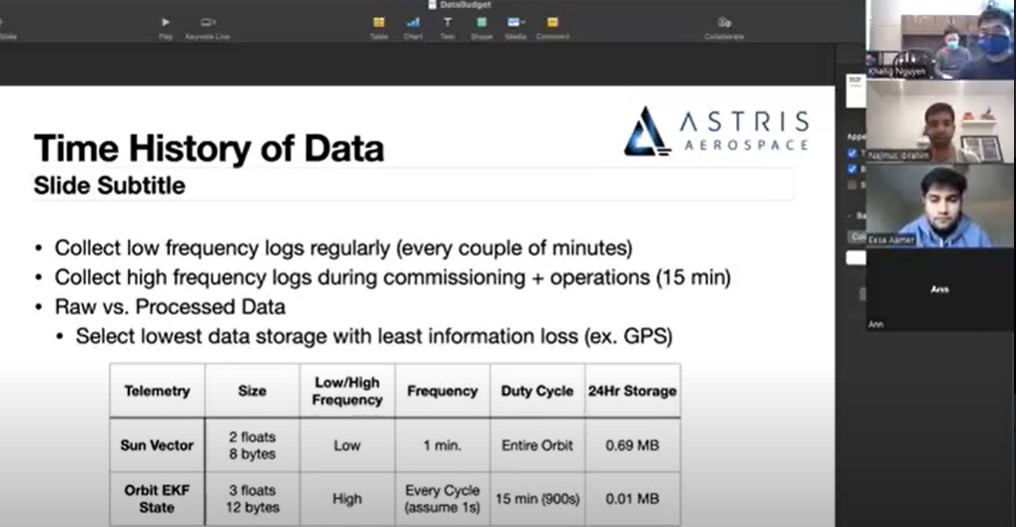 DataBudget
Play
Keynote Live
Table
Chart
Text
Shape
Media
Comment
Collaborate
Time History of Data
Slide Subtitle
ASTRIS
AEROSPACE
• Collect low frequency logs regularly (every couple of minutes)
• Collect high frequency logs during commissioning + operations (15 min)
• Raw vs. Processed Data
• Select lowest data storage with least information loss (ex. GPS)
Telemetry Size Low/High Frequency Frequency Duty Cycle 24Hr Storage
Sun Vector 2 floats 8 bytes Low 1 min. Entire Orbit 0.69 MB
Orbit EKF State 3 floats 12 bytes High Every Cycle (assume 1s) 15 min (900s) 0.01 MB
Khang Nguyen
Najmus Ibrahim
Eesa Aamer
Ann
Ann